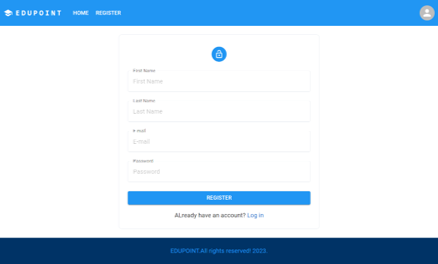 EDUPOINT HOME REGISTER
First Name
First Name
Last Name
Last Name
E-mail
E-mail
Password
Password
REGISTER
ALready have an account? Log in
EDUPOINT.All rights reserved! 2023.